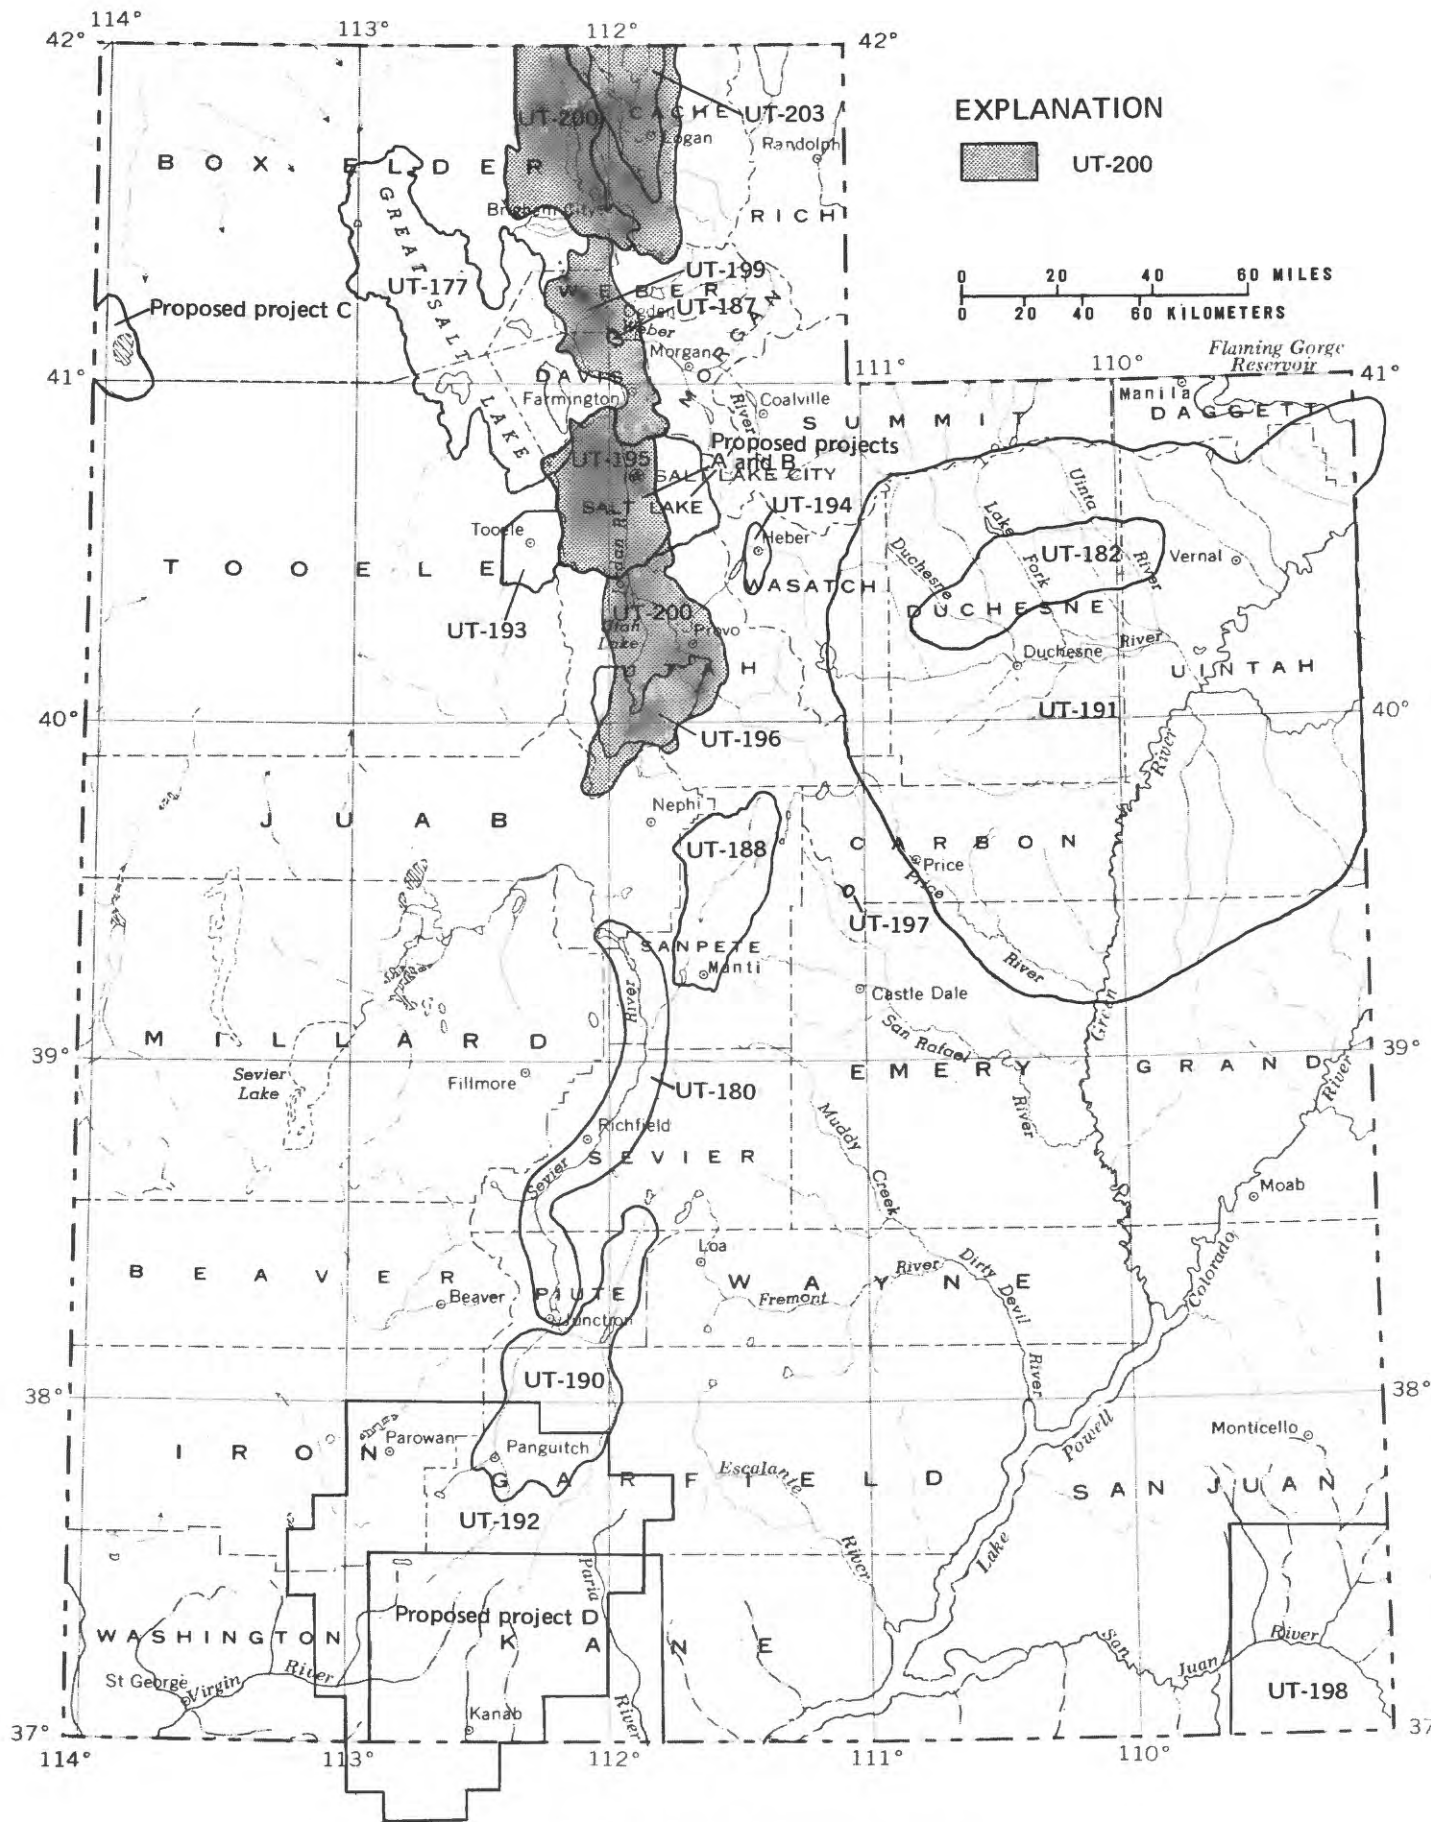 114°
113°
112°
42°
42°
EXPLANATION
UT-200
UT-200
CACHE
UT-203
Logan
Randolph
BOX ELDER
RICH
Brigham City
GREAT SALT LAKE
UT-177
UT-199
WEBER
UT-187
Ogden
Weber
Proposed project C
0 20 40 60 MILES
0 20 40 60 KILOMETERS
Morgan
MORGAN
River
41°
DAVIS
Farmington
Coalville
111°
110°
Flaming Gorge
Reservoir
41°
Manila
DAGGETT
SUMMIT
Proposed projects
A and B
UT-195
SALT LAKE CITY
SALT LAKE
UT-194
Heber
Tooele
TOOELE
WASATCH
UT-193
UT-200
Utah
Lake
Provo
UTAH
Uinta
River
Lake
Fork
Duchesne
UT-182
Vernal
DUCHESNE
River
Duchesne
UINTAH
UT-191
40°
40°
UT-196
River
JUAB
Nephi
UT-188
CARBON
Price
Price
River
UT-197
SANPETE
Manti
River
Castle Dale
Green
MILLARD
39°
39°
Sevier
Lake
Fillmore
San Rafael
River
EMERY
GRAND
River
UT-180
Richfield
SEVIER
Sevier
Muddy
Creek
Moab
Loa
BEAVER
Beaver
PIUTE
Junction
WAYNE
Fremont
River
Dirty
Devil
River
Colorado
UT-190
38°
38°
Monticello
IRON
Parowan
Panguitch
GARFIELD
Escalante
River
Powell
Lake
SAN JUAN
UT-192
Paria
River
Proposed project D
WASHINGTON
KANE
St George
Virgin
River
Kanab
San
Juan
River
UT-198
37°
37
114°
113°
112°
111°
110°